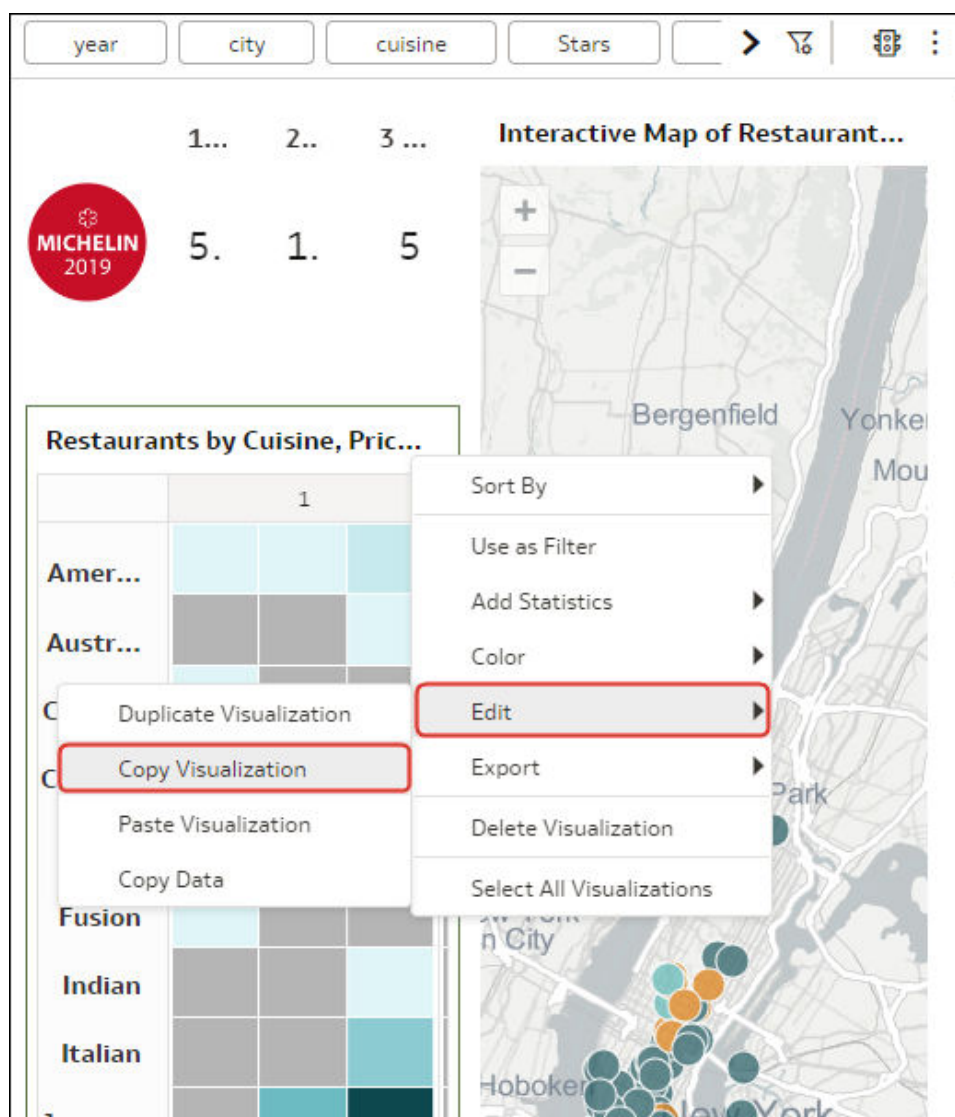 year
city
cuisine
Stars
1...
2..
3 ...
MICHELIN
2019
5.
1.
5
Interactive Map of Restaurant...
+
−
Bergenfield
Yonke
Mou
Restaurants by Cuisine, Pric...
1
Amer...
Austr...
C
C
Fusion
Indian
Italian
Sort By
Use as Filter
Add Statistics
Color
Edit
Export
Delete Visualization
Select All Visualizations
Duplicate Visualization
Copy Visualization
Paste Visualization
Copy Data
Park
n City
Hoboke
York